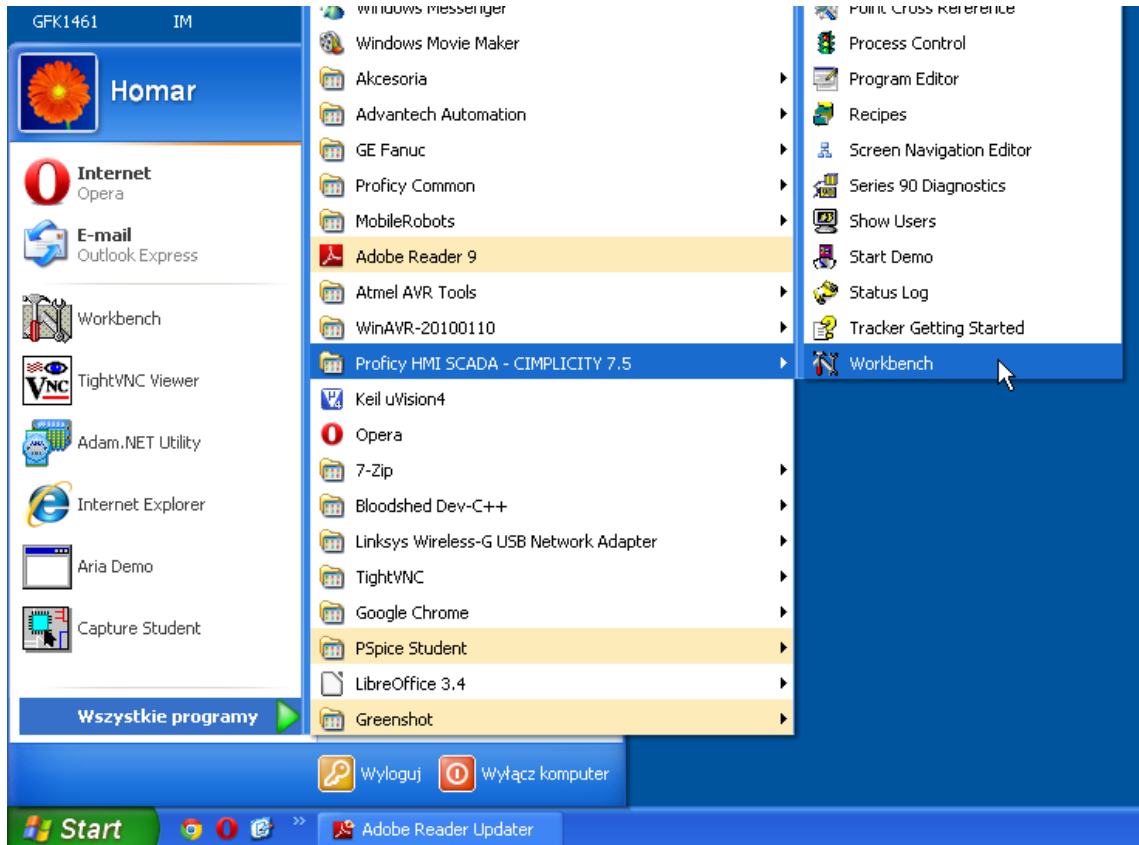 GFK1461 IM
Homar
Internet
Opera
E-mail
Outlook Express
Workbench
TightVNC Viewer
Adam.NET Utility
Internet Explorer
Aria Demo
Capture Student
Wszystkie programy
Windows Messenger
Windows Movie Maker
Akcesoria
Advantech Automation
GE Fanuc
Proficy Common
MobileRobots
Adobe Reader 9
Atmel AVR Tools
WinAVR-20100110
Proficy HMI SCADA - CIMPLICITY 7.5
Keil uVision4
Opera
7-Zip
Bloodshed Dev-C++
Linksys Wireless-G USB Network Adapter
TightVNC
Google Chrome
PSpice Student
LibreOffice 3.4
Greenshot
Point Cross Reference
Process Control
Program Editor
Recipes
Screen Navigation Editor
Series 90 Diagnostics
Show Users
Start Demo
Status Log
Tracker Getting Started
Workbench
Wyloguj Wyłącz komputer
Start » Adobe Reader Updater